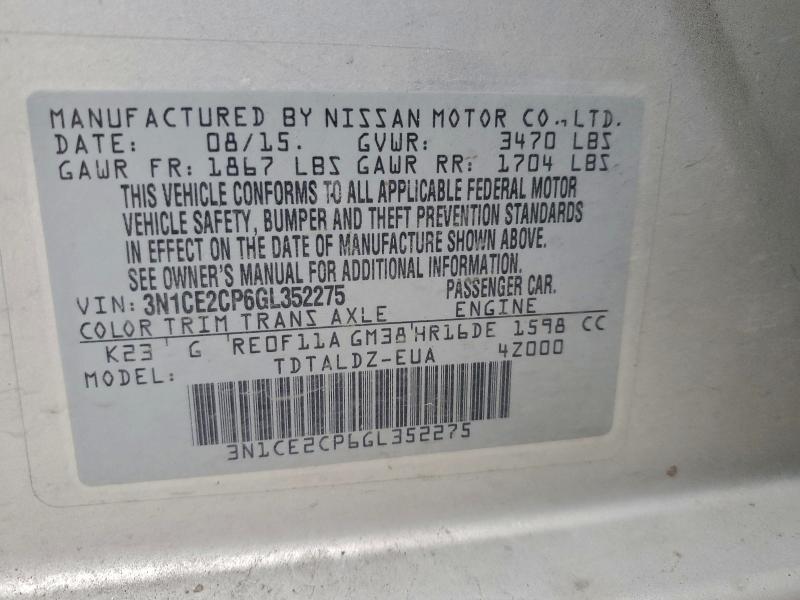 MANUFACTURED BY NISSAN MOTOR CO., LTD.
DATE: 08/15. GVWR: 3470 LBS
GAWR FR: 1867 LBS GAWR RR: 1704 LBS
THIS VEHICLE CONFORMS TO ALL APPLICABLE FEDERAL MOTOR
VEHICLE SAFETY, BUMPER AND THEFT PREVENTION STANDARDS
IN EFFECT ON THE DATE OF MANUFACTURE SHOWN ABOVE.
SEE OWNER'S MANUAL FOR ADDITIONAL INFORMATION.
VIN: 3N1CE2CP6GL352275 PASSENGER CAR.
COLOR TRIM TRANS AXLE ENGINE
K23 G RE0F11A GM38 HR16DE 1598 CC
MODEL: TDTALDZ-EUA 4Z000
3N1CE2CP6GL352275